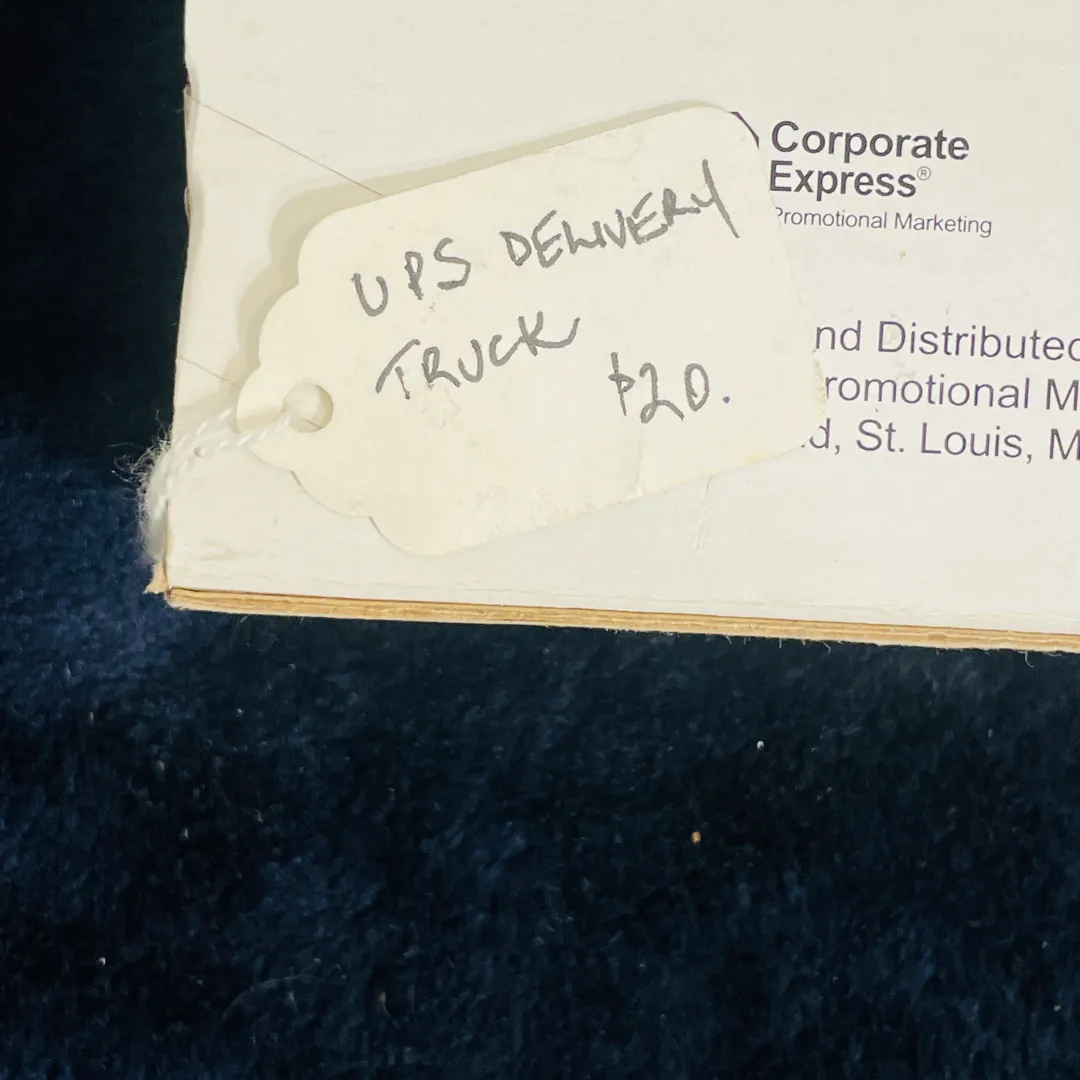 UPS DELIVERY
TRUCK
$20.
Corporate
Express®
Promotional Marketing
nd Distributed
romotional M
d, St. Louis, M